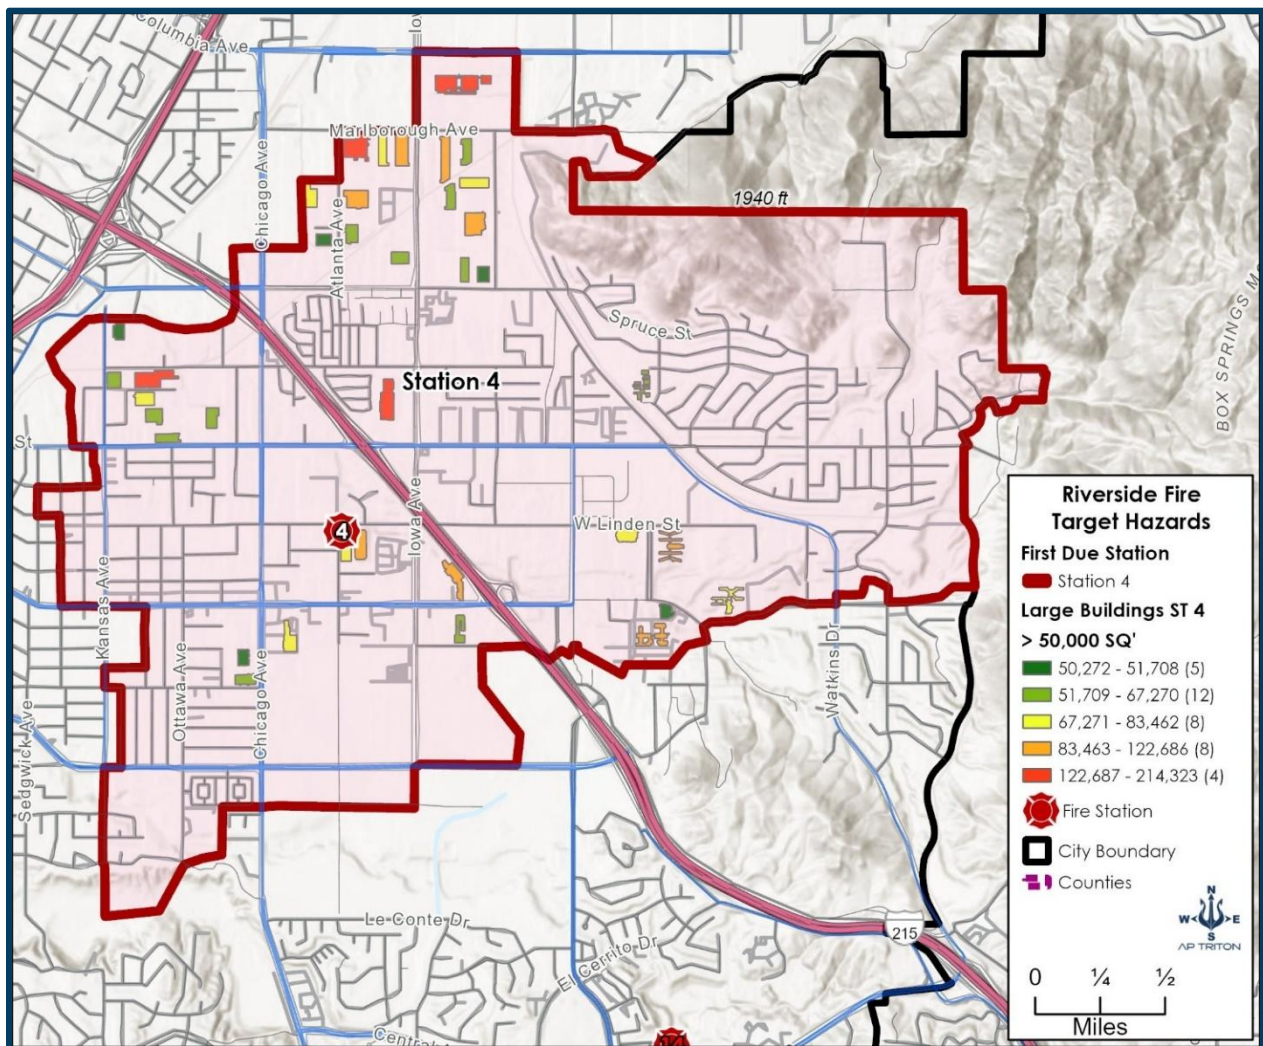 Columbia Ave
Marlborough Ave
Chicago Ave
Atlanta Ave
1940 ft
Spruce St
Station 4
BOX SPRINGS
St
4
Iowa Ave
W Linden St
Kansas Ave
Ottawa Ave
Chicago Ave
Sedgwick Ave
Watkins Dr
Le Conte Dr
El Cerrito Dr
215
Central
Riverside Fire
Target Hazards
First Due Station
Station 4
Large Buildings ST 4
> 50,000 SQ'
50,272 - 51,708 (5)
51,709 - 67,270 (12)
67,271 - 83,462 (8)
83,463 - 122,686 (8)
122,687 - 214,323 (4)
Fire Station
City Boundary
Counties
N
W E
S
AP TRITON
0 ¼ ½
Miles